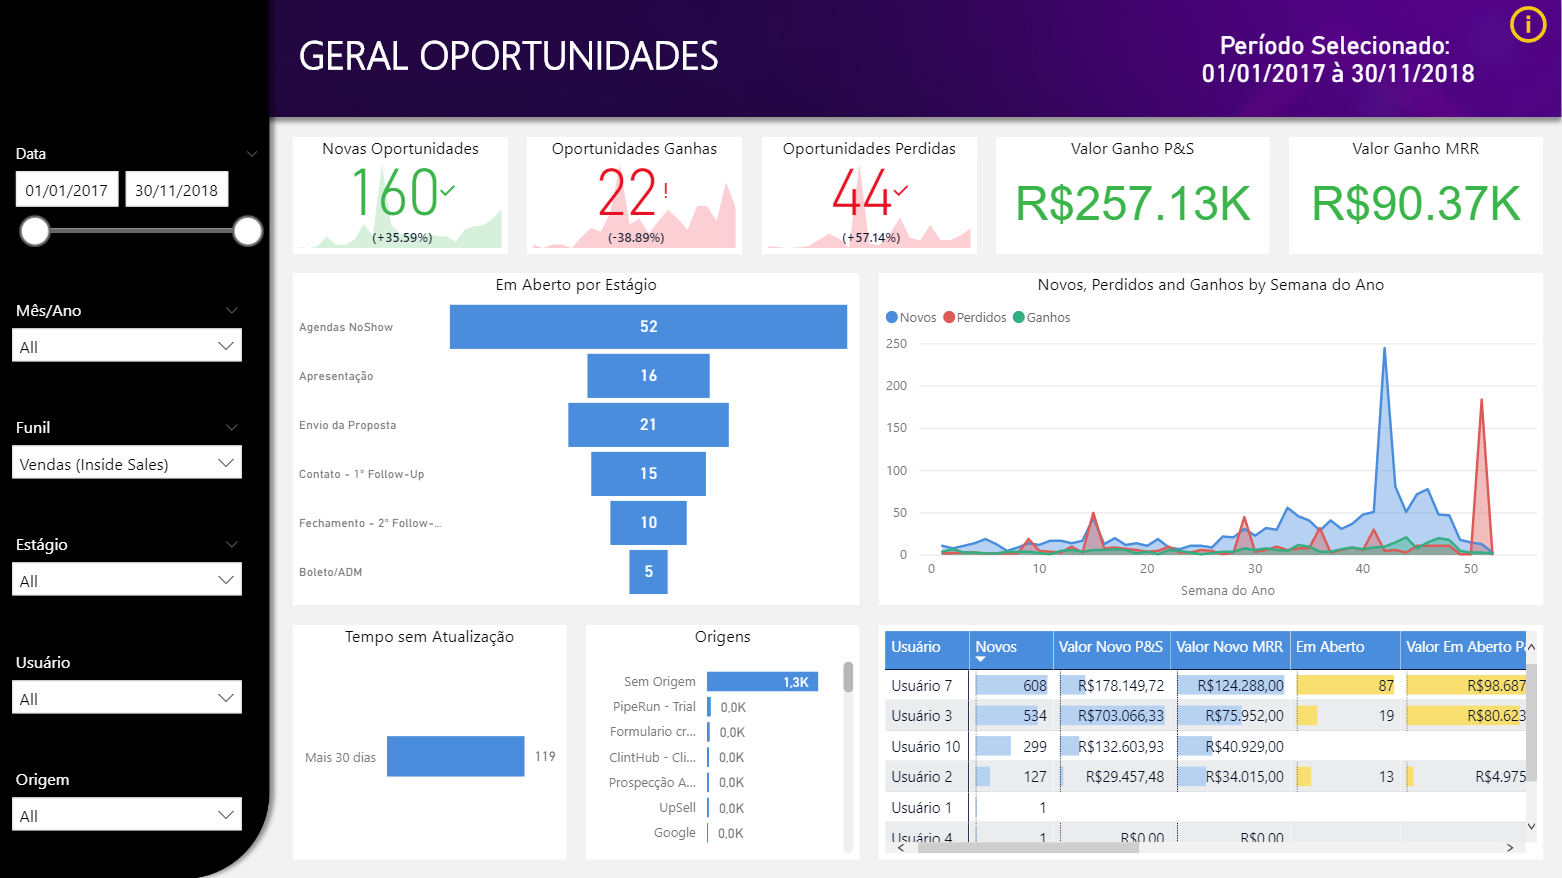 GERAL OPORTUNIDADES
Período Selecionado:
01/01/2017 à 30/11/2018
i
Data
01/01/2017
30/11/2018
Mês/Ano
All
Funil
Vendas (Inside Sales)
Estágio
All
Usuário
All
Origem
All
Novas Oportunidades
160
(+35.59%)
Oportunidades Ganhas
22!
(-38.89%)
Oportunidades Perdidas
44
(+57.14%)
Valor Ganho P&S
R$257.13K
Valor Ganho MRR
R$90.37K
Em Aberto por Estágio
Agendas NoShow 52
Apresentação 16
Envio da Proposta 21
Contato - 1º Follow-Up 15
Fechamento - 2º Follow-... 10
Boleto/ADM 5
Novos, Perdidos and Ganhos by Semana do Ano
Novos Perdidos Ganhos
250
200
150
100
50
0
0 10 20 30 40 50
Semana do Ano
Tempo sem Atualização
Mais 30 dias 119
Origens
Sem Origem 1,3K
PipeRun - Trial 0,0K
Formulario cr... 0,0K
ClintHub - Cli... 0,0K
Prospecção A... 0,0K
UpSell 0,0K
Google 0,0K
Usuário Novos Valor Novo P&S Valor Novo MRR Em Aberto Valor Em Aberto P
Usuário 7 608 R$178.149,72 R$124.288,00 87 R$98.687
Usuário 3 534 R$703.066,33 R$75.952,00 19 R$80.623
Usuário 10 299 R$132.603,93 R$40.929,00
Usuário 2 127 R$29.457,48 R$34.015,00 13 R$4.975
Usuário 1 1
Usuário 4 1 R$0,00 R$0,00